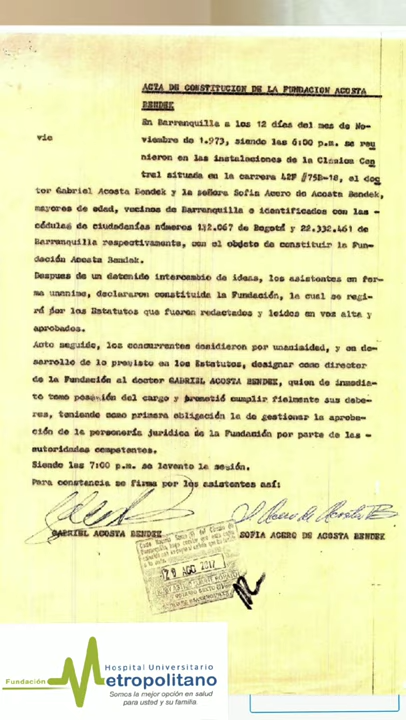 ACTA DE CONSTITUCION DE LA FUNDACION ACOSTA
BENDEK
En Barranquilla a los 12 días del mes de No-
vie
viembre de 1.973, siendo las 6:00 p.m. se reu
nieron en las instalaciones de la Clínica Cen
tral situada en la carrera 42F #75B-18, el doc
tor Gabriel Acosta Bendek y la señora Sofía Acero de Acosta Bendek,
mayores de edad, vecinos de Barranquilla e identificados con las -
cédulas de ciudadanías números 142.067 de Bogotá y 22.332.461 de
Barranquilla respectivamente, con el objeto de constituir la Fun-
dación Acosta Bendek.
Despues de un detenido intercambio de ideas, los asistentes en for-
ma unanime, declararon constituida la Fundación, la cual se regi-
rá por los Estatutos que fueron redactados y leidos en voz alta y
aprobados.
Acto seguido, los concurrentes decidieron por unanimidad, y en de-
sarrollo de lo previsto en los Estatutos, designar como director
de la Fundación al doctor GABRIEL ACOSTA BENDEK, quien de inmedia-
to tomo posesión del cargo y prometió cumplir fielmente sus debe-
res, teniendo como primera obligación la de gestionar la aproba-
ción de la personería juridica de la Fundación por parte de las -
autoridades competentes.
Siendo las 7:00 p.m. se levanto la sesión.
Para constancia se firma por los asistentes así:
GABRIEL ACOSTA BENDEK
SOFIA ACERO DE ACOSTA BENDEK
AGO 2017
Fundación
Hospital Universitario
Metropolitano
Somos la mejor opción en salud
para usted y su familia